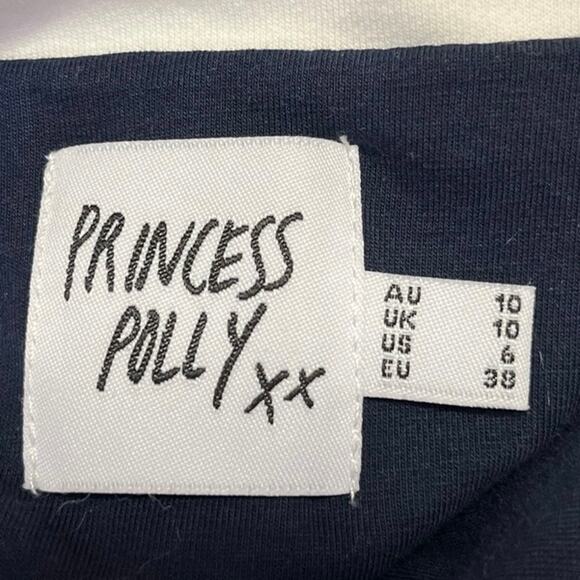 PRINCESS
POLLY xx
AU 10
UK 10
US 6
EU 38